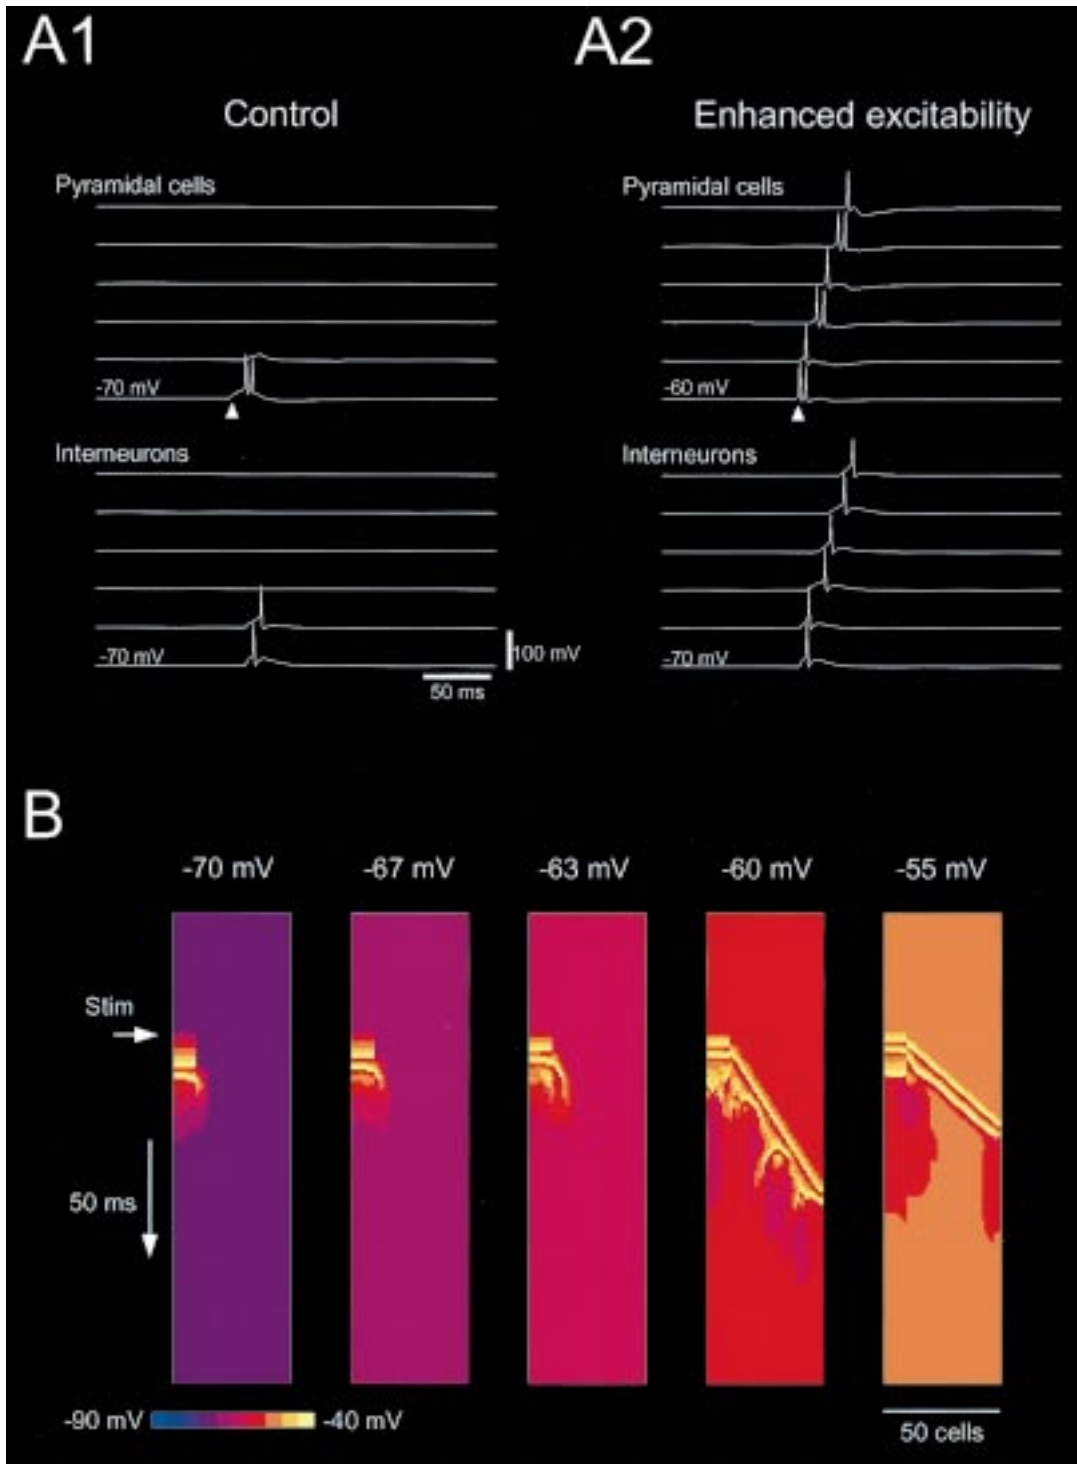 A1
A2
Control
Enhanced excitability
Pyramidal cells
Pyramidal cells
-70 mV
-60 mV
Interneurons
Interneurons
-70 mV
-70 mV
100 mV
50 ms
B
-70 mV
-67 mV
-63 mV
-60 mV
-55 mV
Stim
50 ms
-90 mV
-40 mV
50 cells